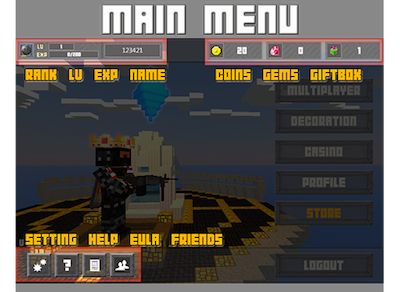 MAIN MENU
LV 1
EXP 0/200
123421
20 0 1
RANK LV EXP NAME
COINS GEMS GIFTBOX
MULTIPLAYER
DECORATION
CASINO
PROFILE
STORE
SETTING HELP EULA FRIENDS
?
LOGOUT